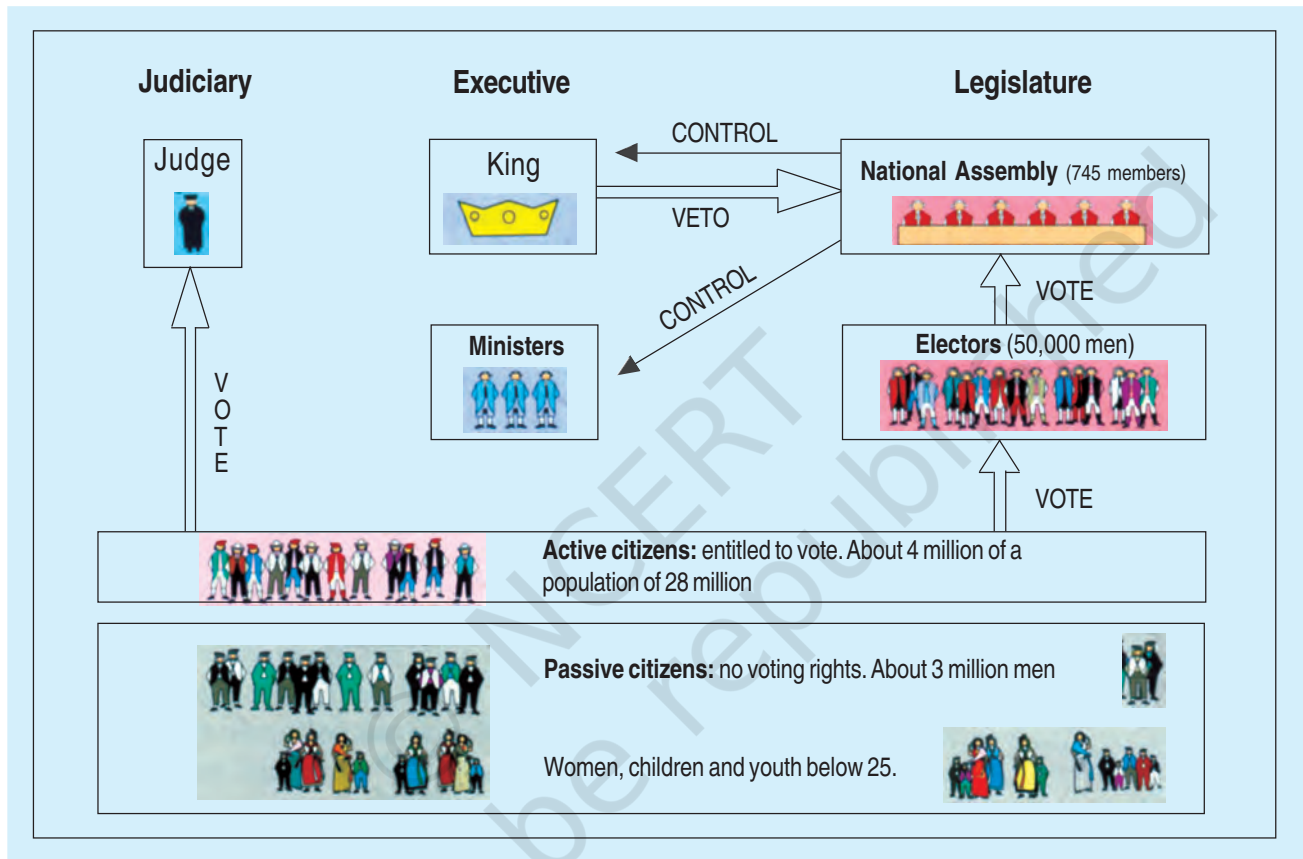 Judiciary
Executive
Legislature
Judge
King
CONTROL
VETO
National Assembly (745 members)
CONTROL
VOTE
Ministers
Electors (50,000 men)
VOTE
VOTE
Active citizens: entitled to vote. About 4 million of a
population of 28 million
Passive citizens: no voting rights. About 3 million men
Women, children and youth below 25.
© NCERT
be republished